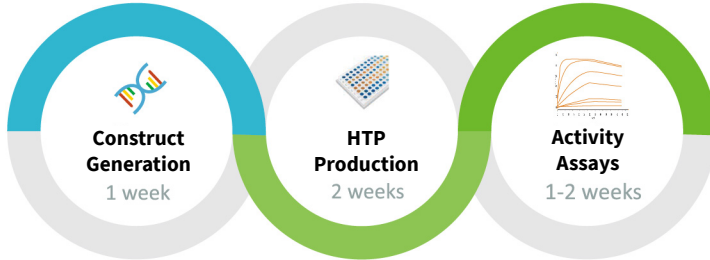 Construct
Generation
1 week
HTP
Production
2 weeks
Activity
Assays
1-2 weeks